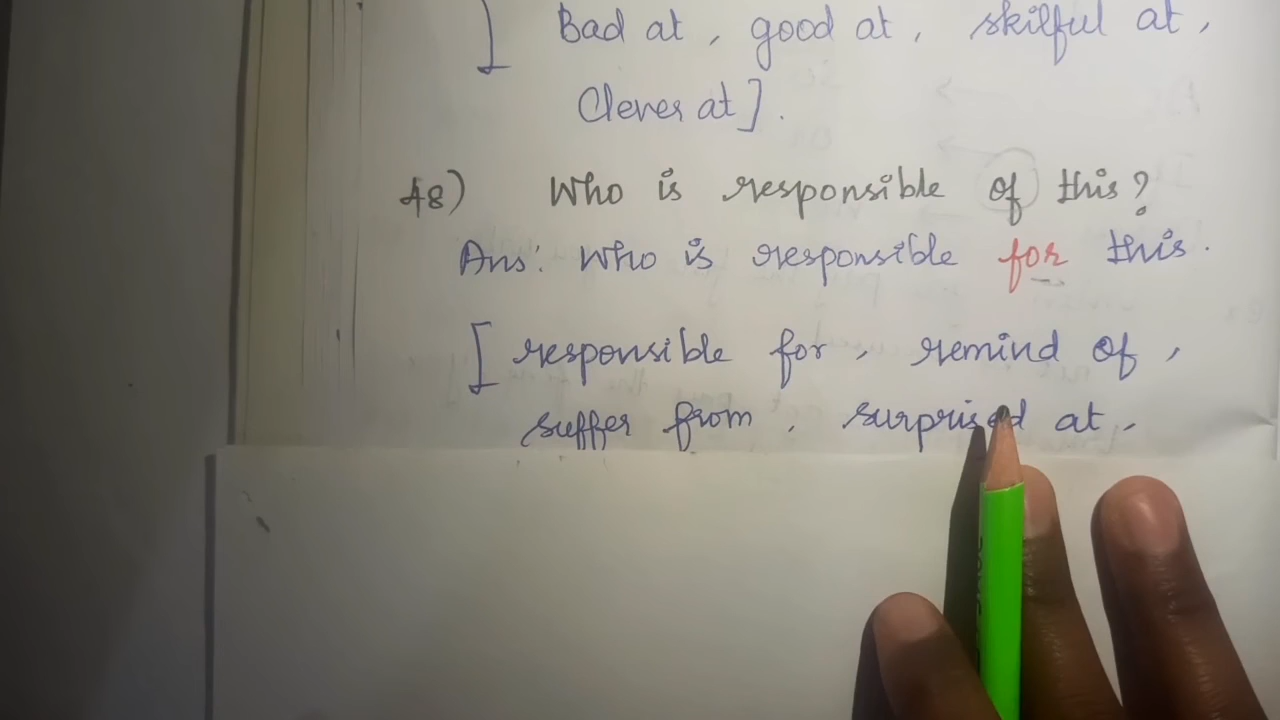 [ Bad at, good at, skilful at,
Clever at].
48) Who is responsible of this?
Ans: Who is responsible for this.
[responsible for, remind of,
suffer from, surprised at,